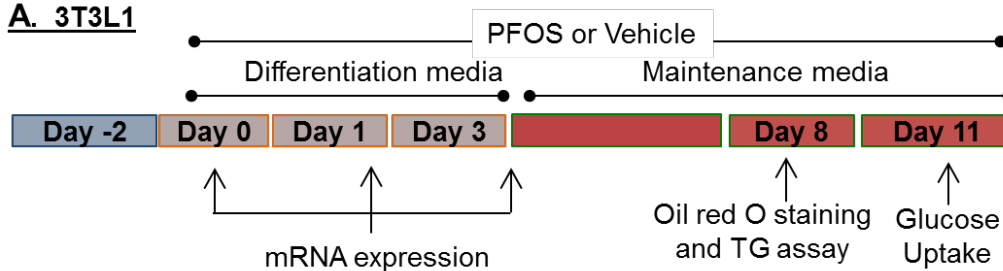 A. 3T3L1
PFOS or Vehicle
Differentiation media
Maintenance media
Day -2
Day 0
Day 1
Day 3
Day 8
Day 11
mRNA expression
Oil red O staining
and TG assay
Glucose
Uptake